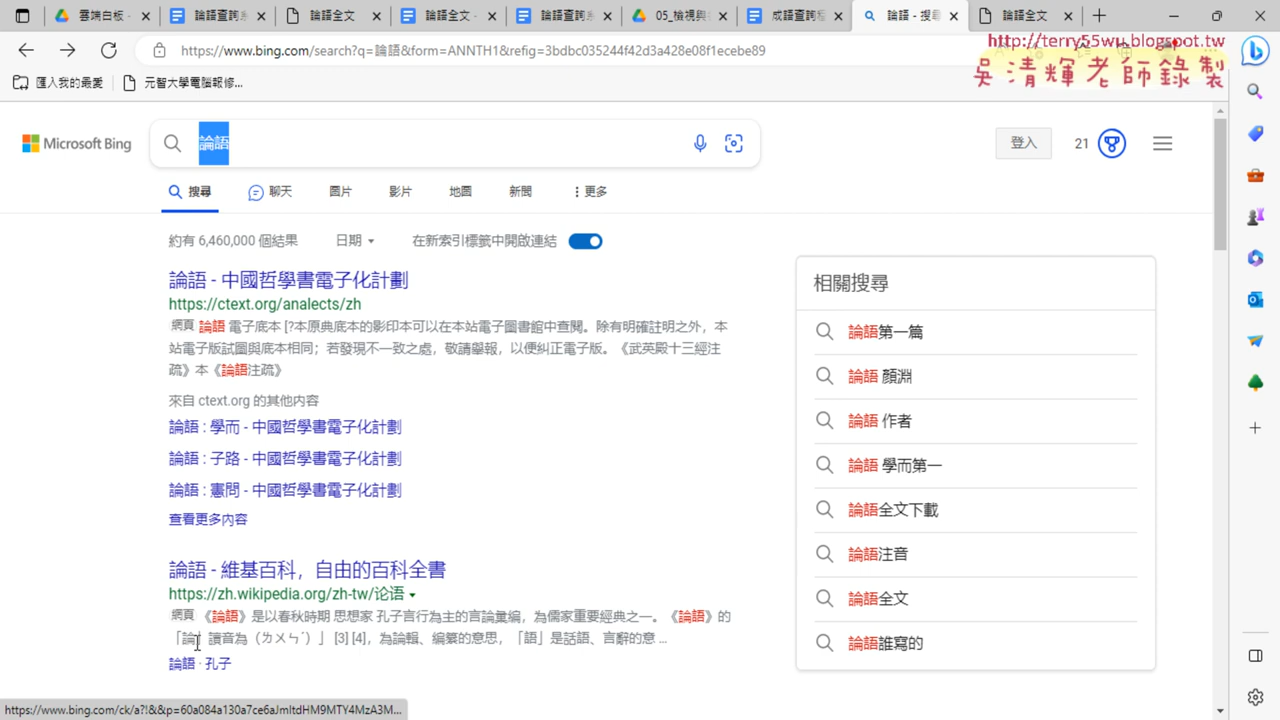 雲端白板 -
論語查詢系
論語全文
論語全文 -
論語查詢系
05_檢視與
成語查詢程
論語 - 搜尋
論語全文
https://www.bing.com/search?q=論語&form=ANNTH1&refig=3bdbc035244f42d3a428e08f1ecebe89
http://terry55wu.blogspot.tw
吳清輝老師錄製
匯入我的最愛
元智大學電腦報修...
Microsoft Bing
論語
登入
21
搜尋
聊天
圖片
影片
地圖
新聞
更多
約有 6,460,000 個結果
日期
在新索引標籤中開啟連結
論語 - 中國哲學書電子化計劃
https://ctext.org/analects/zh
網頁 論語 電子底本 [?本原典底本的影印本可以在本站電子圖書館中查閱。除有明確註明之外，本
站電子版試圖與底本相同；若發現不一致之處，敬請舉報，以便糾正電子版。《武英殿十三經注
疏》本《論語注疏》
來自 ctext.org 的其他內容
論語 : 學而 - 中國哲學書電子化計劃
論語 : 子路 - 中國哲學書電子化計劃
論語 : 憲問 - 中國哲學書電子化計劃
查看更多內容
論語 - 維基百科，自由的百科全書
https://zh.wikipedia.org/zh-tw/论语
網頁 《論語》是以春秋時期 思想家 孔子言行為主的言論彙編，為儒家重要經典之一。《論語》的
「論」讀音為（ㄌㄨㄣˊ）」 [3] [4]，為論輯、編纂的意思，「語」是話語、言辭的意 ...
論語 · 孔子
相關搜尋
論語第一篇
論語 顏淵
論語 作者
論語 學而第一
論語全文下載
論語注音
論語全文
論語誰寫的
https://www.bing.com/ck/a?!&&p=60a084a130a7ce6aJmltdHM9MTY4MzA3M...